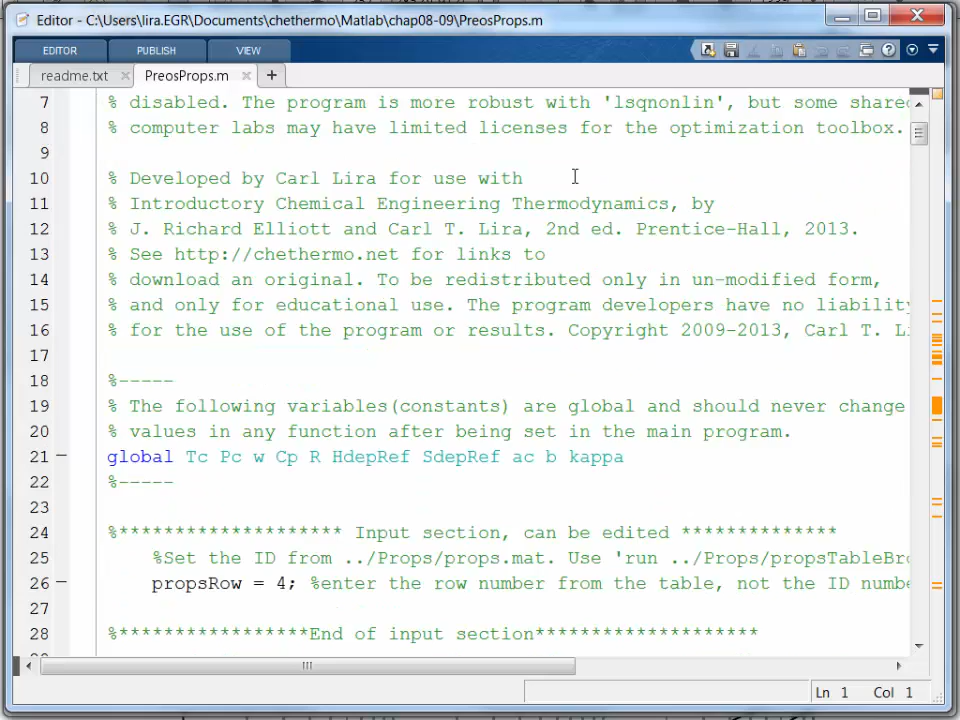 Editor - C:\Users\lira.EGR\Documents\chethermo\Matlab\chap08-09\PreosProps.m
EDITOR PUBLISH VIEW
readme.txt PreosProps.m
7 % disabled. The program is more robust with 'lsqnonlin', but some shared
8 % computer labs may have limited licenses for the optimization toolbox.
9
10 % Developed by Carl Lira for use with
11 % Introductory Chemical Engineering Thermodynamics, by
12 % J. Richard Elliott and Carl T. Lira, 2nd ed. Prentice-Hall, 2013.
13 % See http://chethermo.net for links to
14 % download an original. To be redistributed only in un-modified form,
15 % and only for educational use. The program developers have no liability
16 % for the use of the program or results. Copyright 2009-2013, Carl T. Li
17
18 %-----
19 % The following variables(constants) are global and should never change
20 % values in any function after being set in the main program.
21 global Tc Pc w Cp R HdepRef SdepRef ac b kappa
22 %-----
23
24 %******************** Input section, can be edited **************
25 %Set the ID from ../Props/props.mat. Use 'run ../Props/propsTableBro
26 propsRow = 4; %enter the row number from the table, not the ID numbe
27
28 %*****************End of input section********************
Ln 1 Col 1